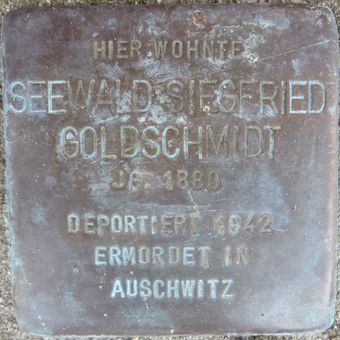 HIER WOHNTE
SEEWALD SIEGFRIED
GOLDSCHMIDT
JG. 1880
DEPORTIERT 1942
ERMORDET IN
AUSCHWITZ